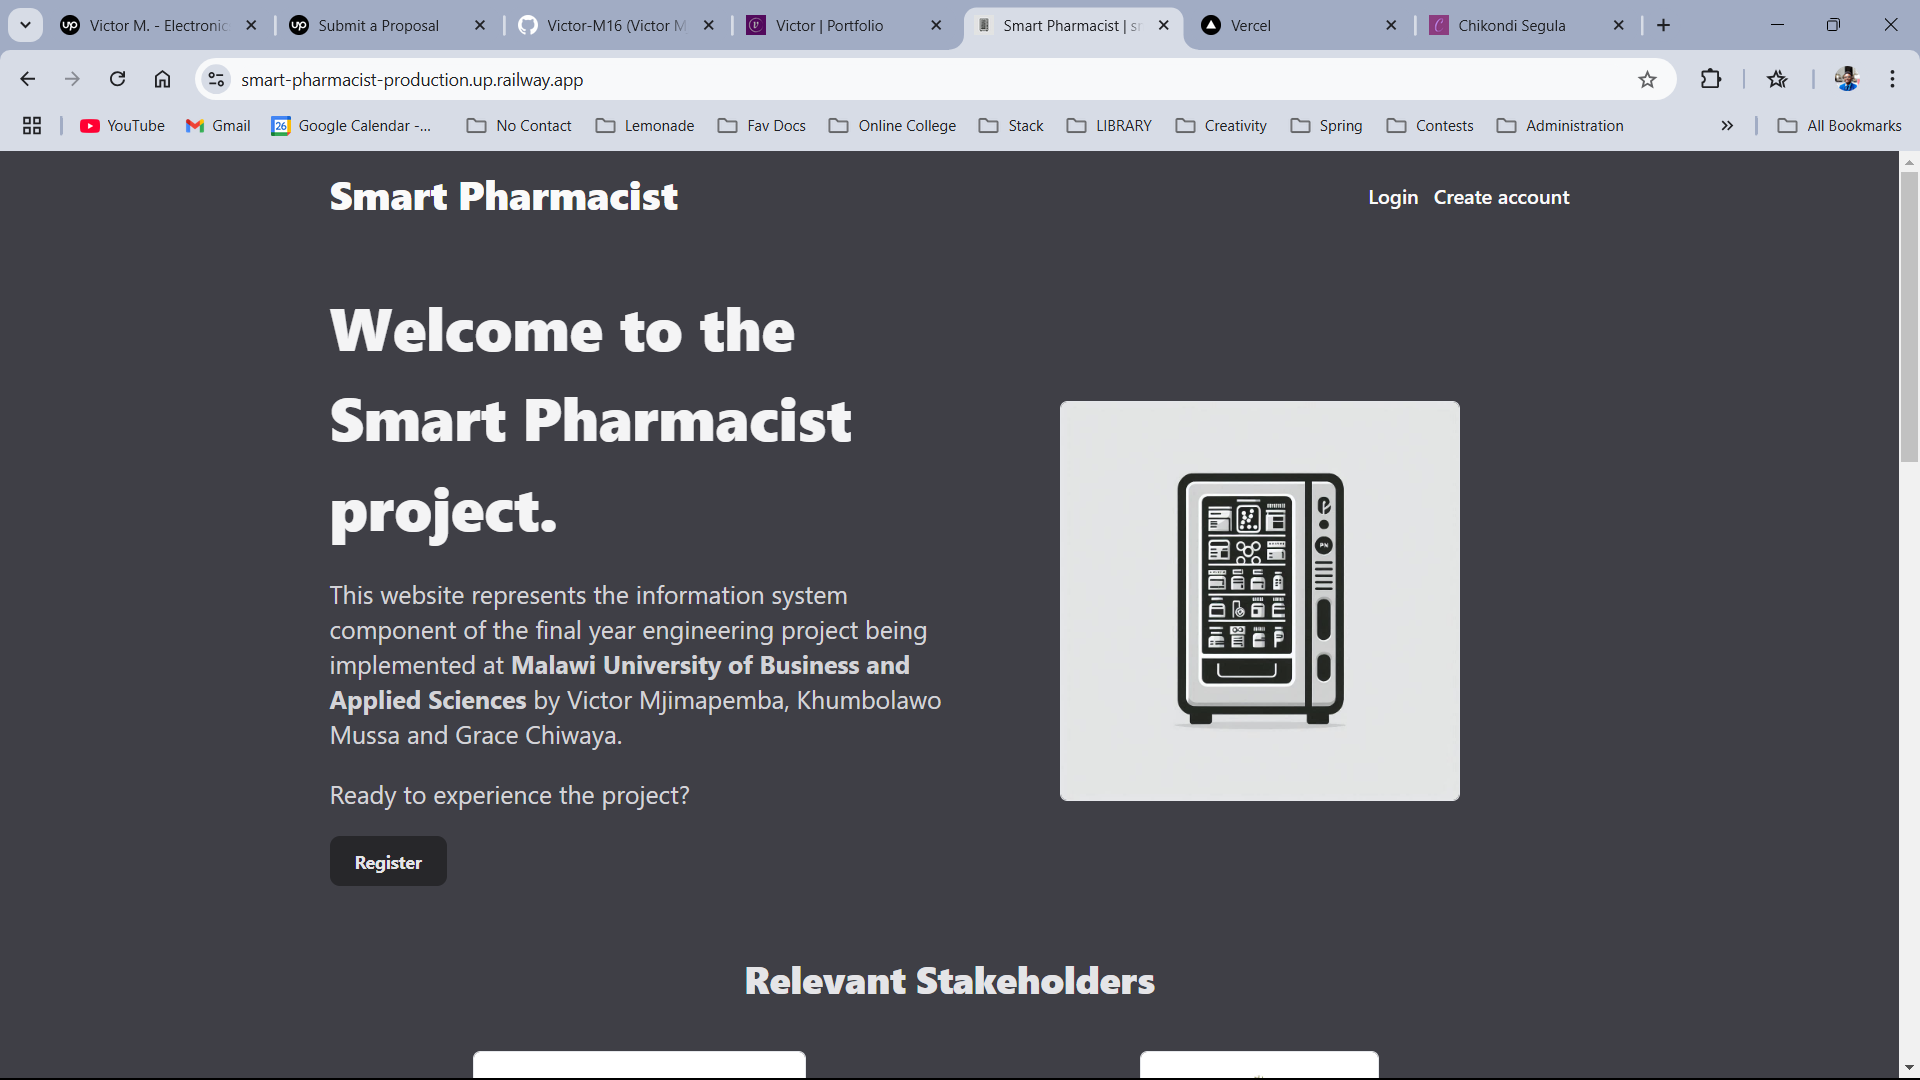 Victor M. - Electronic
Submit a Proposal
Victor-M16 (Victor M
Victor | Portfolio
Smart Pharmacist | sr
Vercel
Chikondi Segula
smart-pharmacist-production.up.railway.app
YouTube
Gmail
26
Google Calendar -...
No Contact
Lemonade
Fav Docs
Online College
Stack
LIBRARY
Creativity
Spring
Contests
Administration
All Bookmarks
Smart Pharmacist
Login
Create account
Welcome to the
Smart Pharmacist
project.
This website represents the information system
component of the final year engineering project being
implemented at Malawi University of Business and
Applied Sciences by Victor Mjimapemba, Khumbolawo
Mussa and Grace Chiwaya.
Ready to experience the project?
Register
PN
Relevant Stakeholders